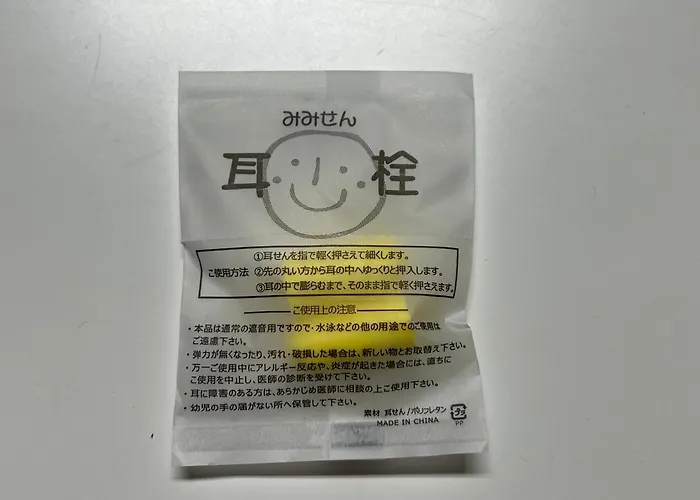 みみせん
耳 栓
①耳せんを指で軽く押さえて細くします。
ご使用方法 ②先の丸い方から耳の中へゆっくりと押入します。
③耳の中で膨らむまで、そのまま指で軽く押さえます。
ご使用上の注意
・本品は通常の遮音用ですので・水泳などの他の用途でのご使用は
ご遠慮下さい。
・弾力が無くなったり、汚れ・破損した場合は、新しい物とお取替え下さい。
・万一ご使用中にアレルギー反応や、炎症が起きた場合には、直ちに
ご使用を中止し、医師の診断を受けて下さい。
・耳に障害のある方は、あらかじめ医師に相談の上ご使用下さい。
・幼児の手の届がない所へ保管して下さい。
素材 耳せん/ポリウレタン
MADE IN CHINA
プラ
PP